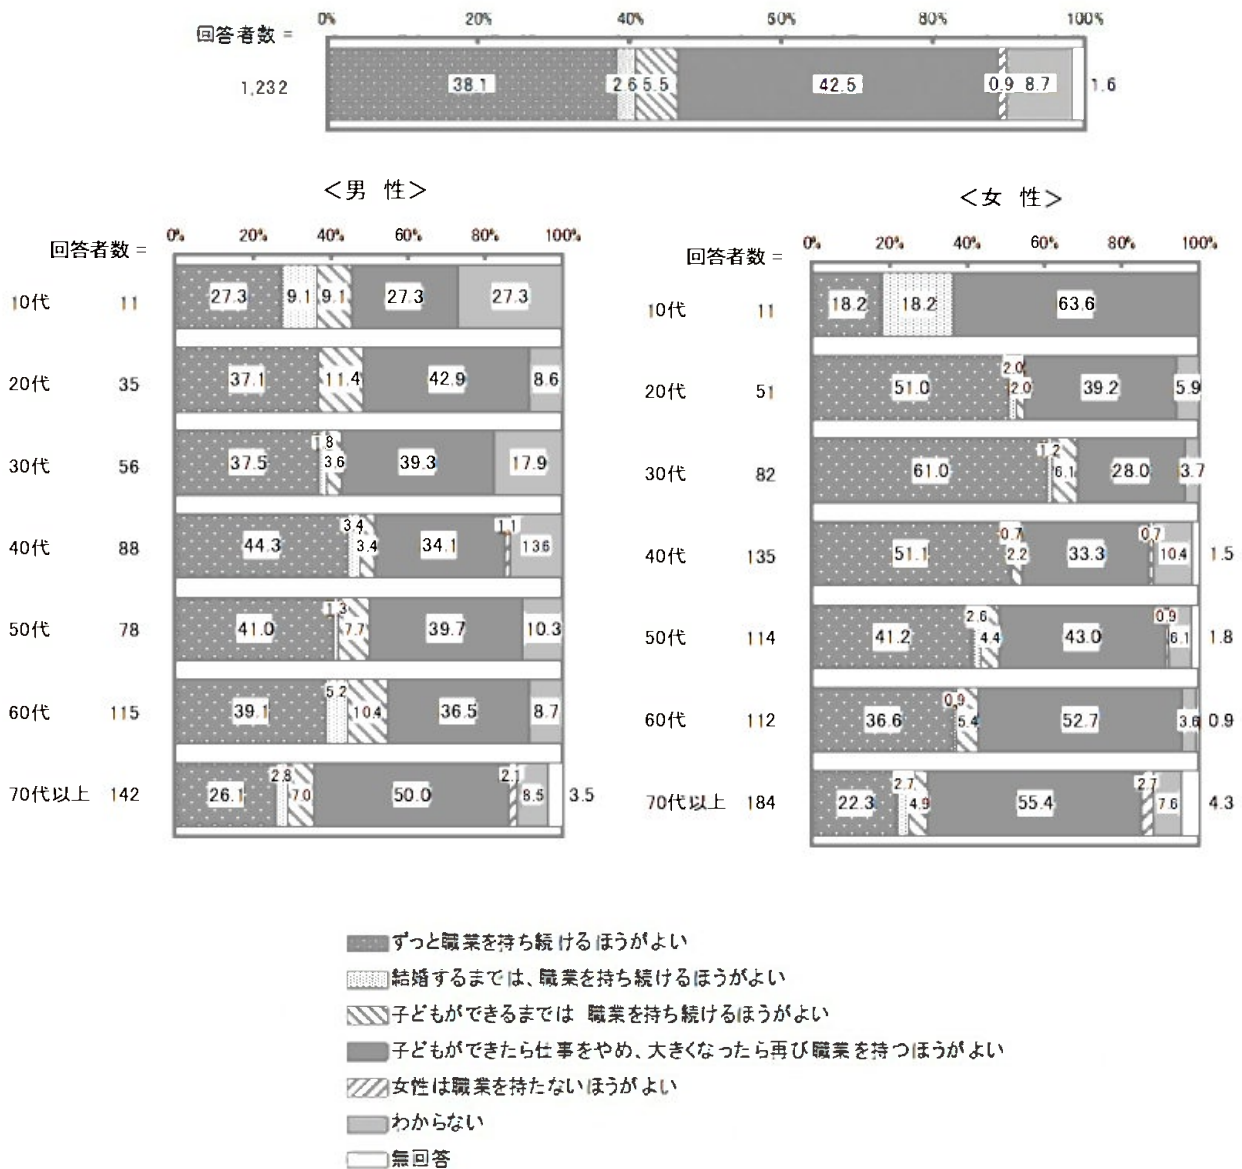 0% 20% 40% 60% 80% 100%
回答者数 =
1,232 38.1 2.6 5.5 42.5 0.9 8.7 1.6
＜男 性＞
0% 20% 40% 60% 80% 100%
回答者数 =
10代 11 27.3 9.1 9.1 27.3 27.3
20代 35 37.1 11.4 42.9 8.6
30代 56 37.5 1.8 3.6 39.3 17.9
40代 88 44.3 3.4 3.4 34.1 1.1 13.6
50代 78 41.0 1.3 7.7 39.7 10.3
60代 115 39.1 5.2 10.4 36.5 8.7
70代以上 142 26.1 2.8 7.0 50.0 2.1 8.5 3.5
＜女 性＞
0% 20% 40% 60% 80% 100%
回答者数 =
10代 11 18.2 18.2 63.6
20代 51 51.0 2.0 2.0 39.2 5.9
30代 82 61.0 1.2 6.1 28.0 3.7
40代 135 51.1 0.7 2.2 33.3 0.7 10.4 1.5
50代 114 41.2 2.6 4.4 43.0 0.9 6.1 1.8
60代 112 36.6 0.9 5.4 52.7 3.6 0.9
70代以上 184 22.3 2.7 4.9 55.4 2.7 7.6 4.3
ずっと職業を持ち続けるほうがよい
結婚するまでは、職業を持ち続けるほうがよい
子どもができるまでは 職業を持ち続けるほうがよい
子どもができたら仕事をやめ、大きくなったら再び職業を持つほうがよい
女性は職業を持たないほうがよい
わからない
無回答